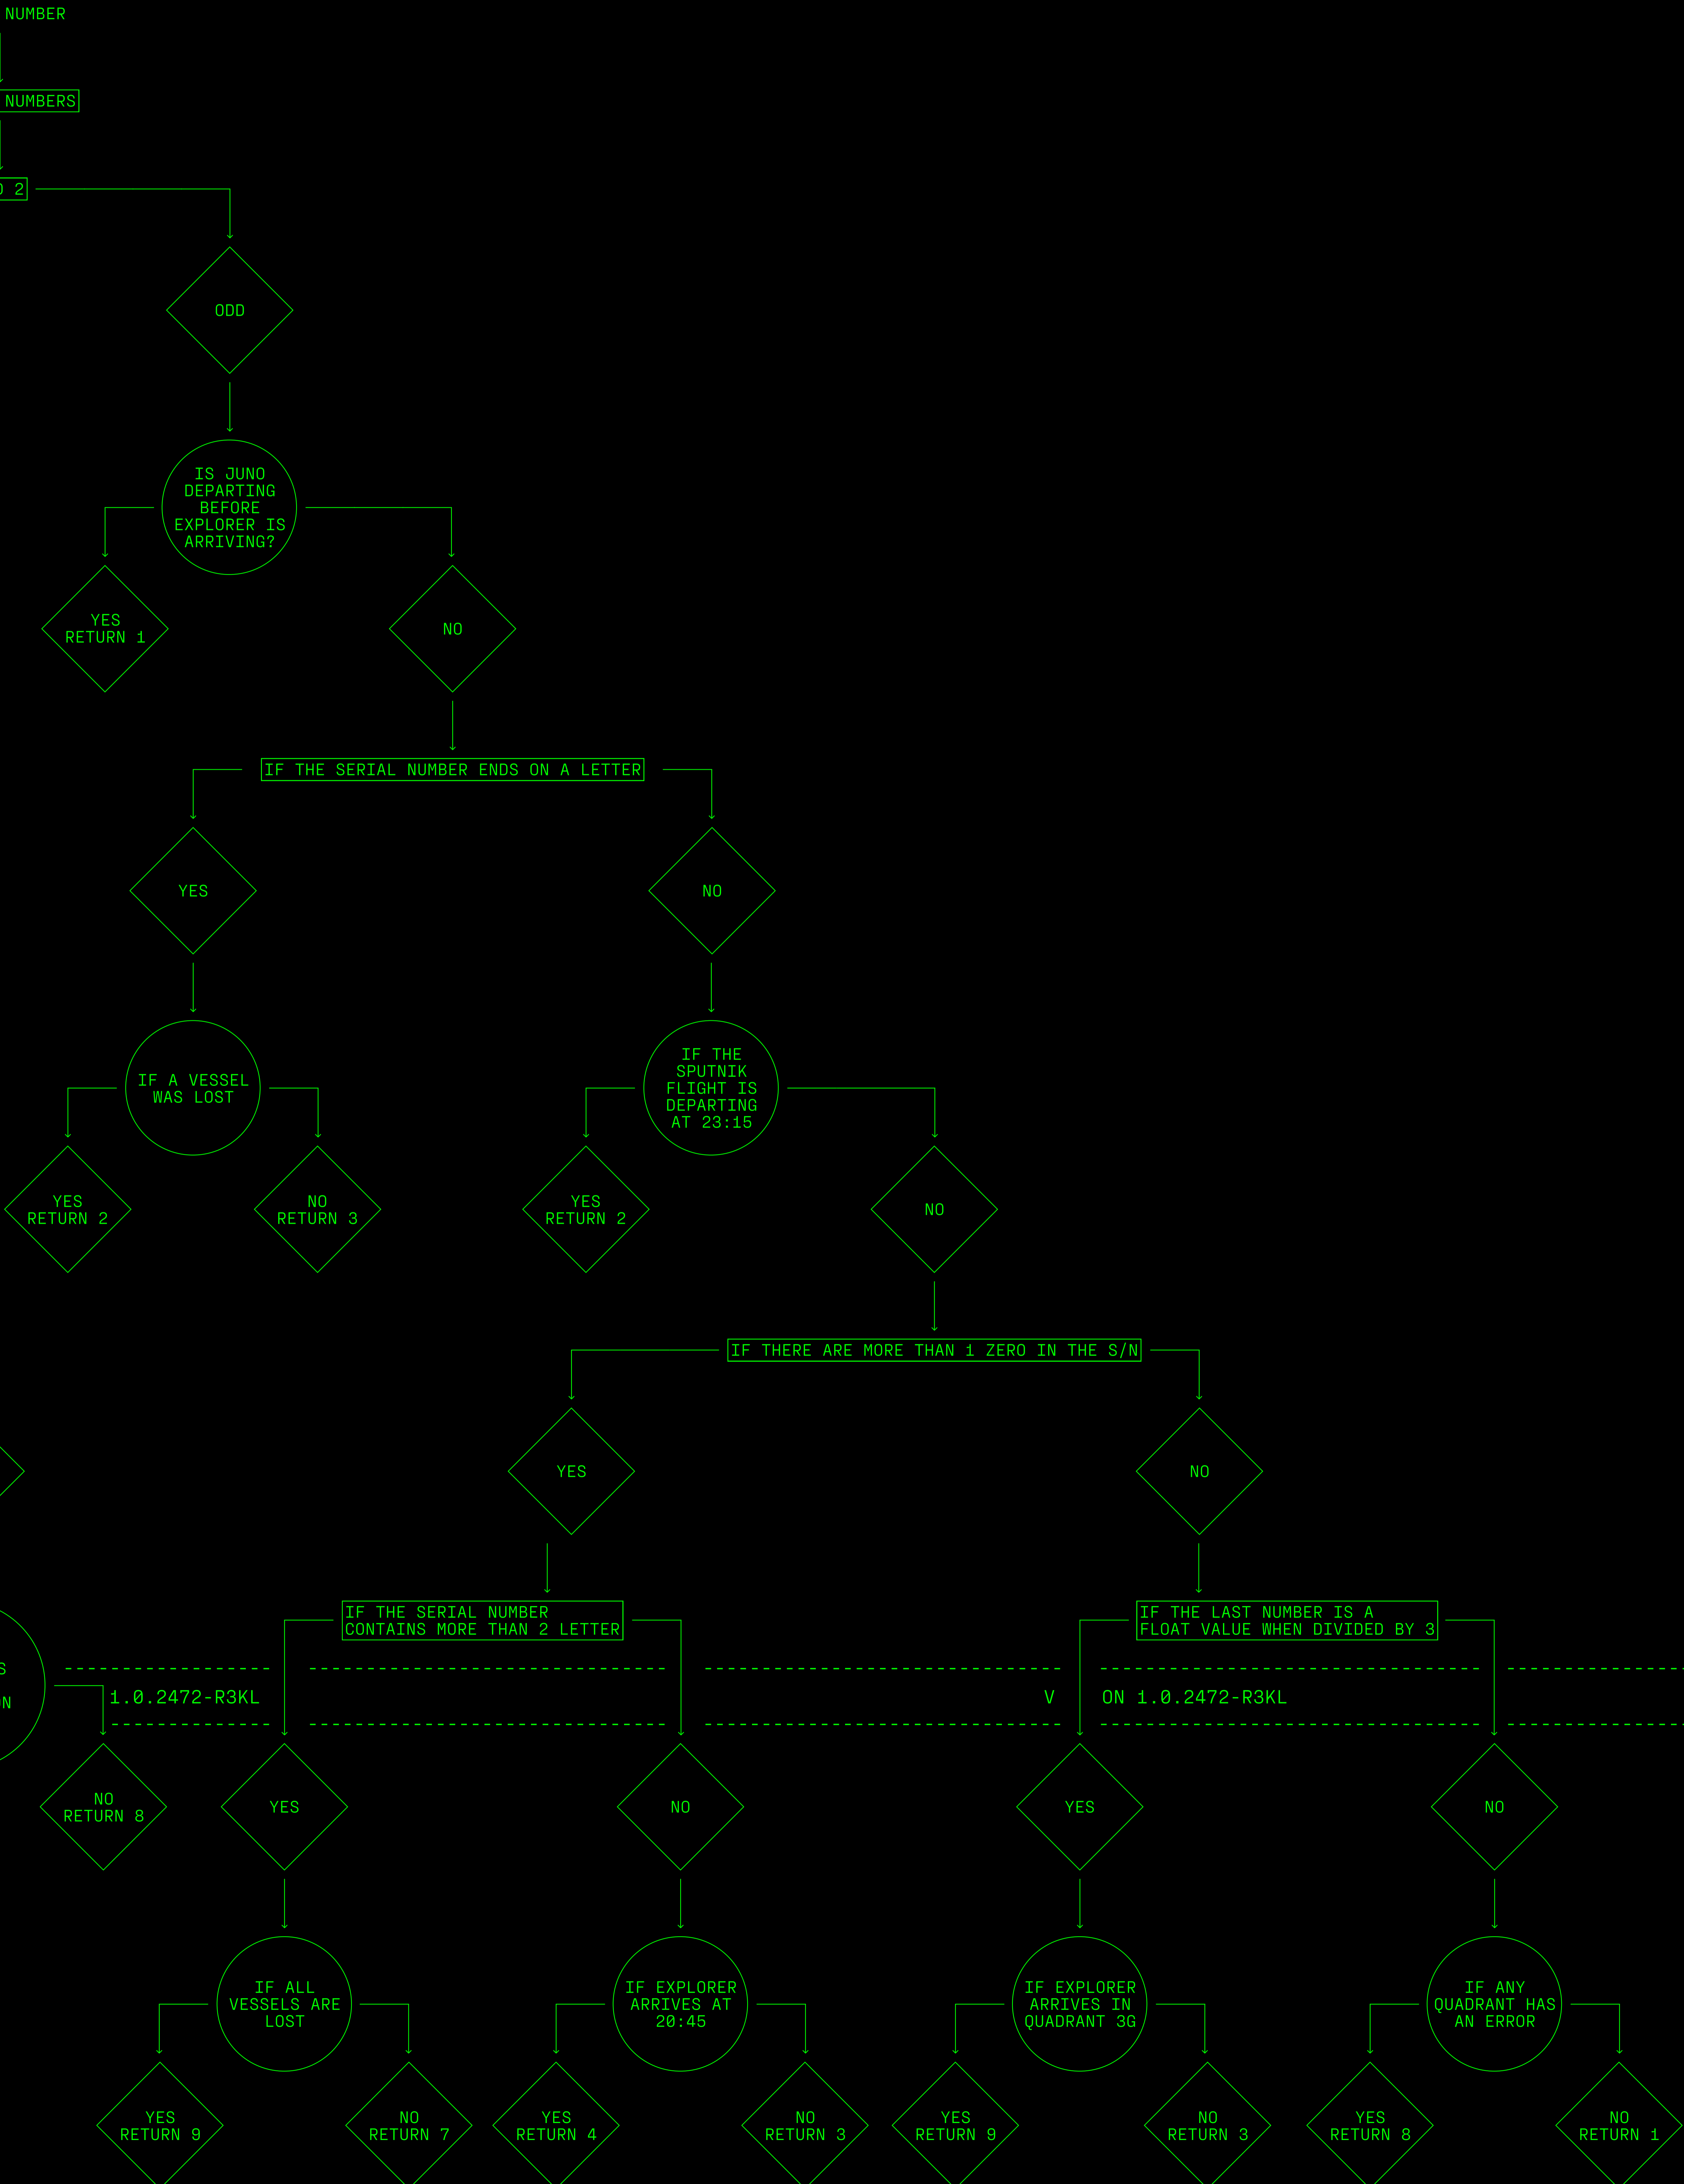 NUMBER
NUMBERS
2
ODD
IS JUNO
DEPARTING
BEFORE
EXPLORER IS
ARRIVING?
YES
RETURN 1
NO
IF THE SERIAL NUMBER ENDS ON A LETTER
YES
NO
IF A VESSEL
WAS LOST
IF THE
SPUTNIK
FLIGHT IS
DEPARTING
AT 23:15
YES
RETURN 2
NO
RETURN 3
YES
RETURN 2
NO
IF THERE ARE MORE THAN 1 ZERO IN THE S/N
YES
NO
IF THE SERIAL NUMBER
CONTAINS MORE THAN 2 LETTER
IF THE LAST NUMBER IS A
FLOAT VALUE WHEN DIVIDED BY 3
S
ON
1.0.2472-R3KL
V
ON 1.0.2472-R3KL
NO
RETURN 8
YES
NO
YES
NO
IF ALL
VESSELS ARE
LOST
IF EXPLORER
ARRIVES AT
20:45
IF EXPLORER
ARRIVES IN
QUADRANT 3G
IF ANY
QUADRANT HAS
AN ERROR
YES
RETURN 9
NO
RETURN 7
YES
RETURN 4
NO
RETURN 3
YES
RETURN 9
NO
RETURN 3
YES
RETURN 8
NO
RETURN 1